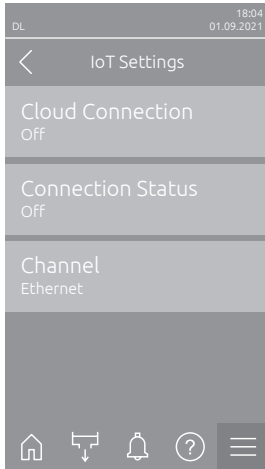 18:04
DL 01.09.2021
IoT Settings
Cloud Connection
Off
Connection Status
Off
Channel
Ethernet
?